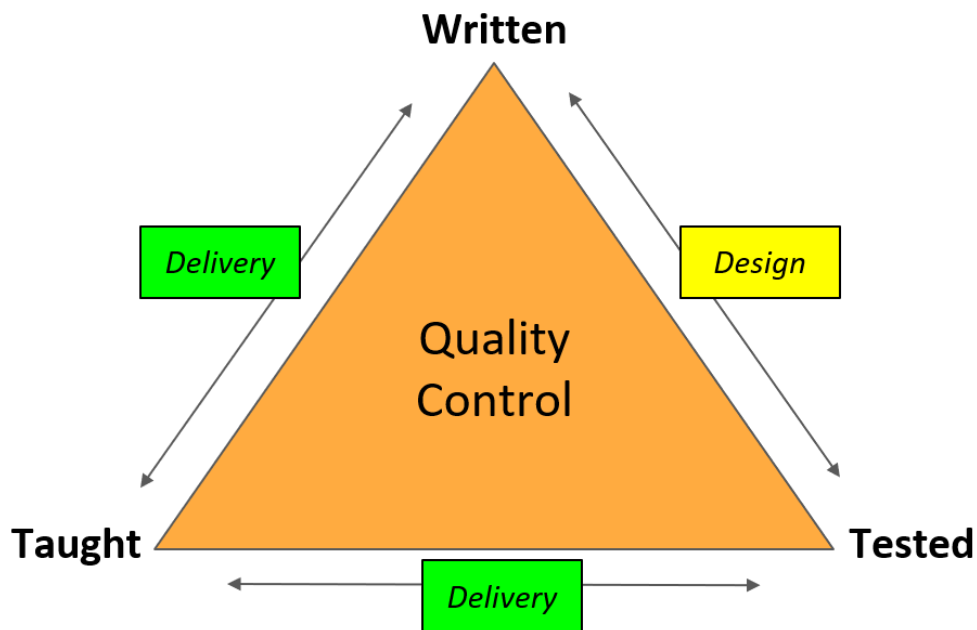 Written
Delivery
Design
Quality
Control
Taught
Tested
Delivery